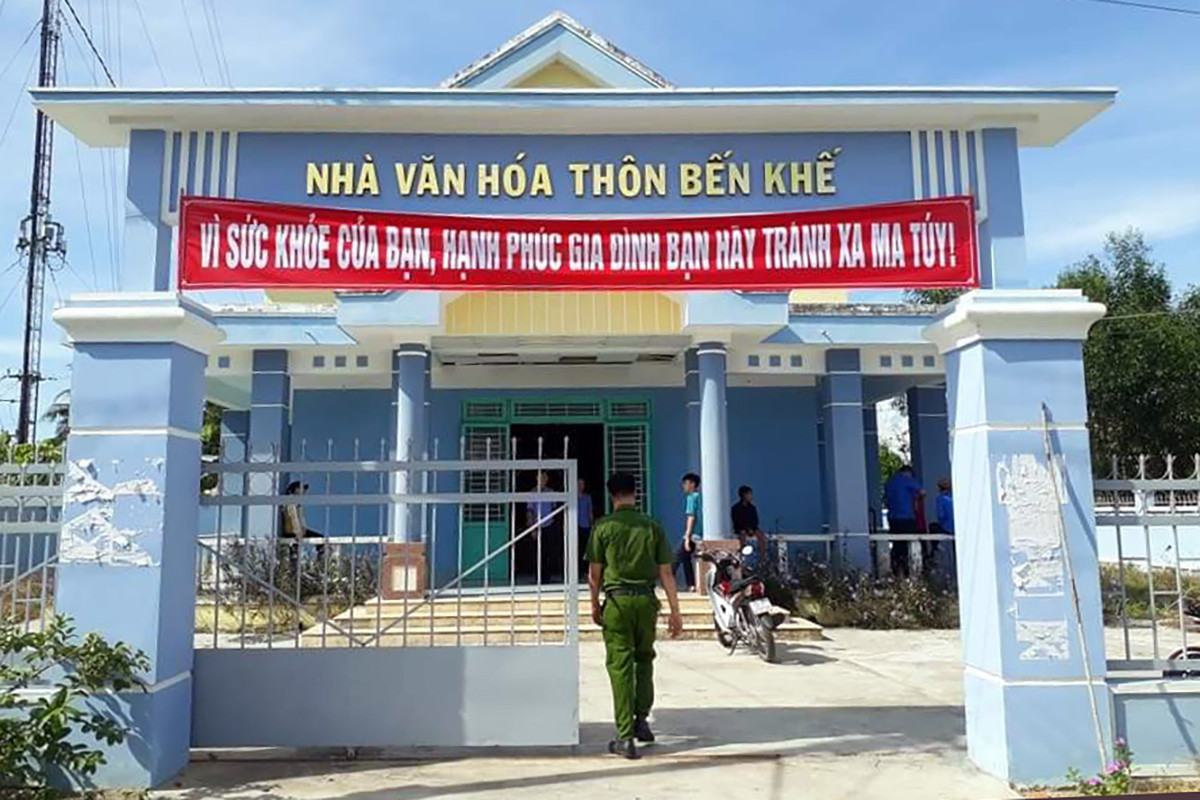 NHÀ VĂN HÓA THÔN BẾN KHẾ
VÌ SỨC KHỎE CỦA BẠN, HẠNH PHÚC GIA ĐÌNH BẠN HÃY TRÁNH XA MA TÚY!